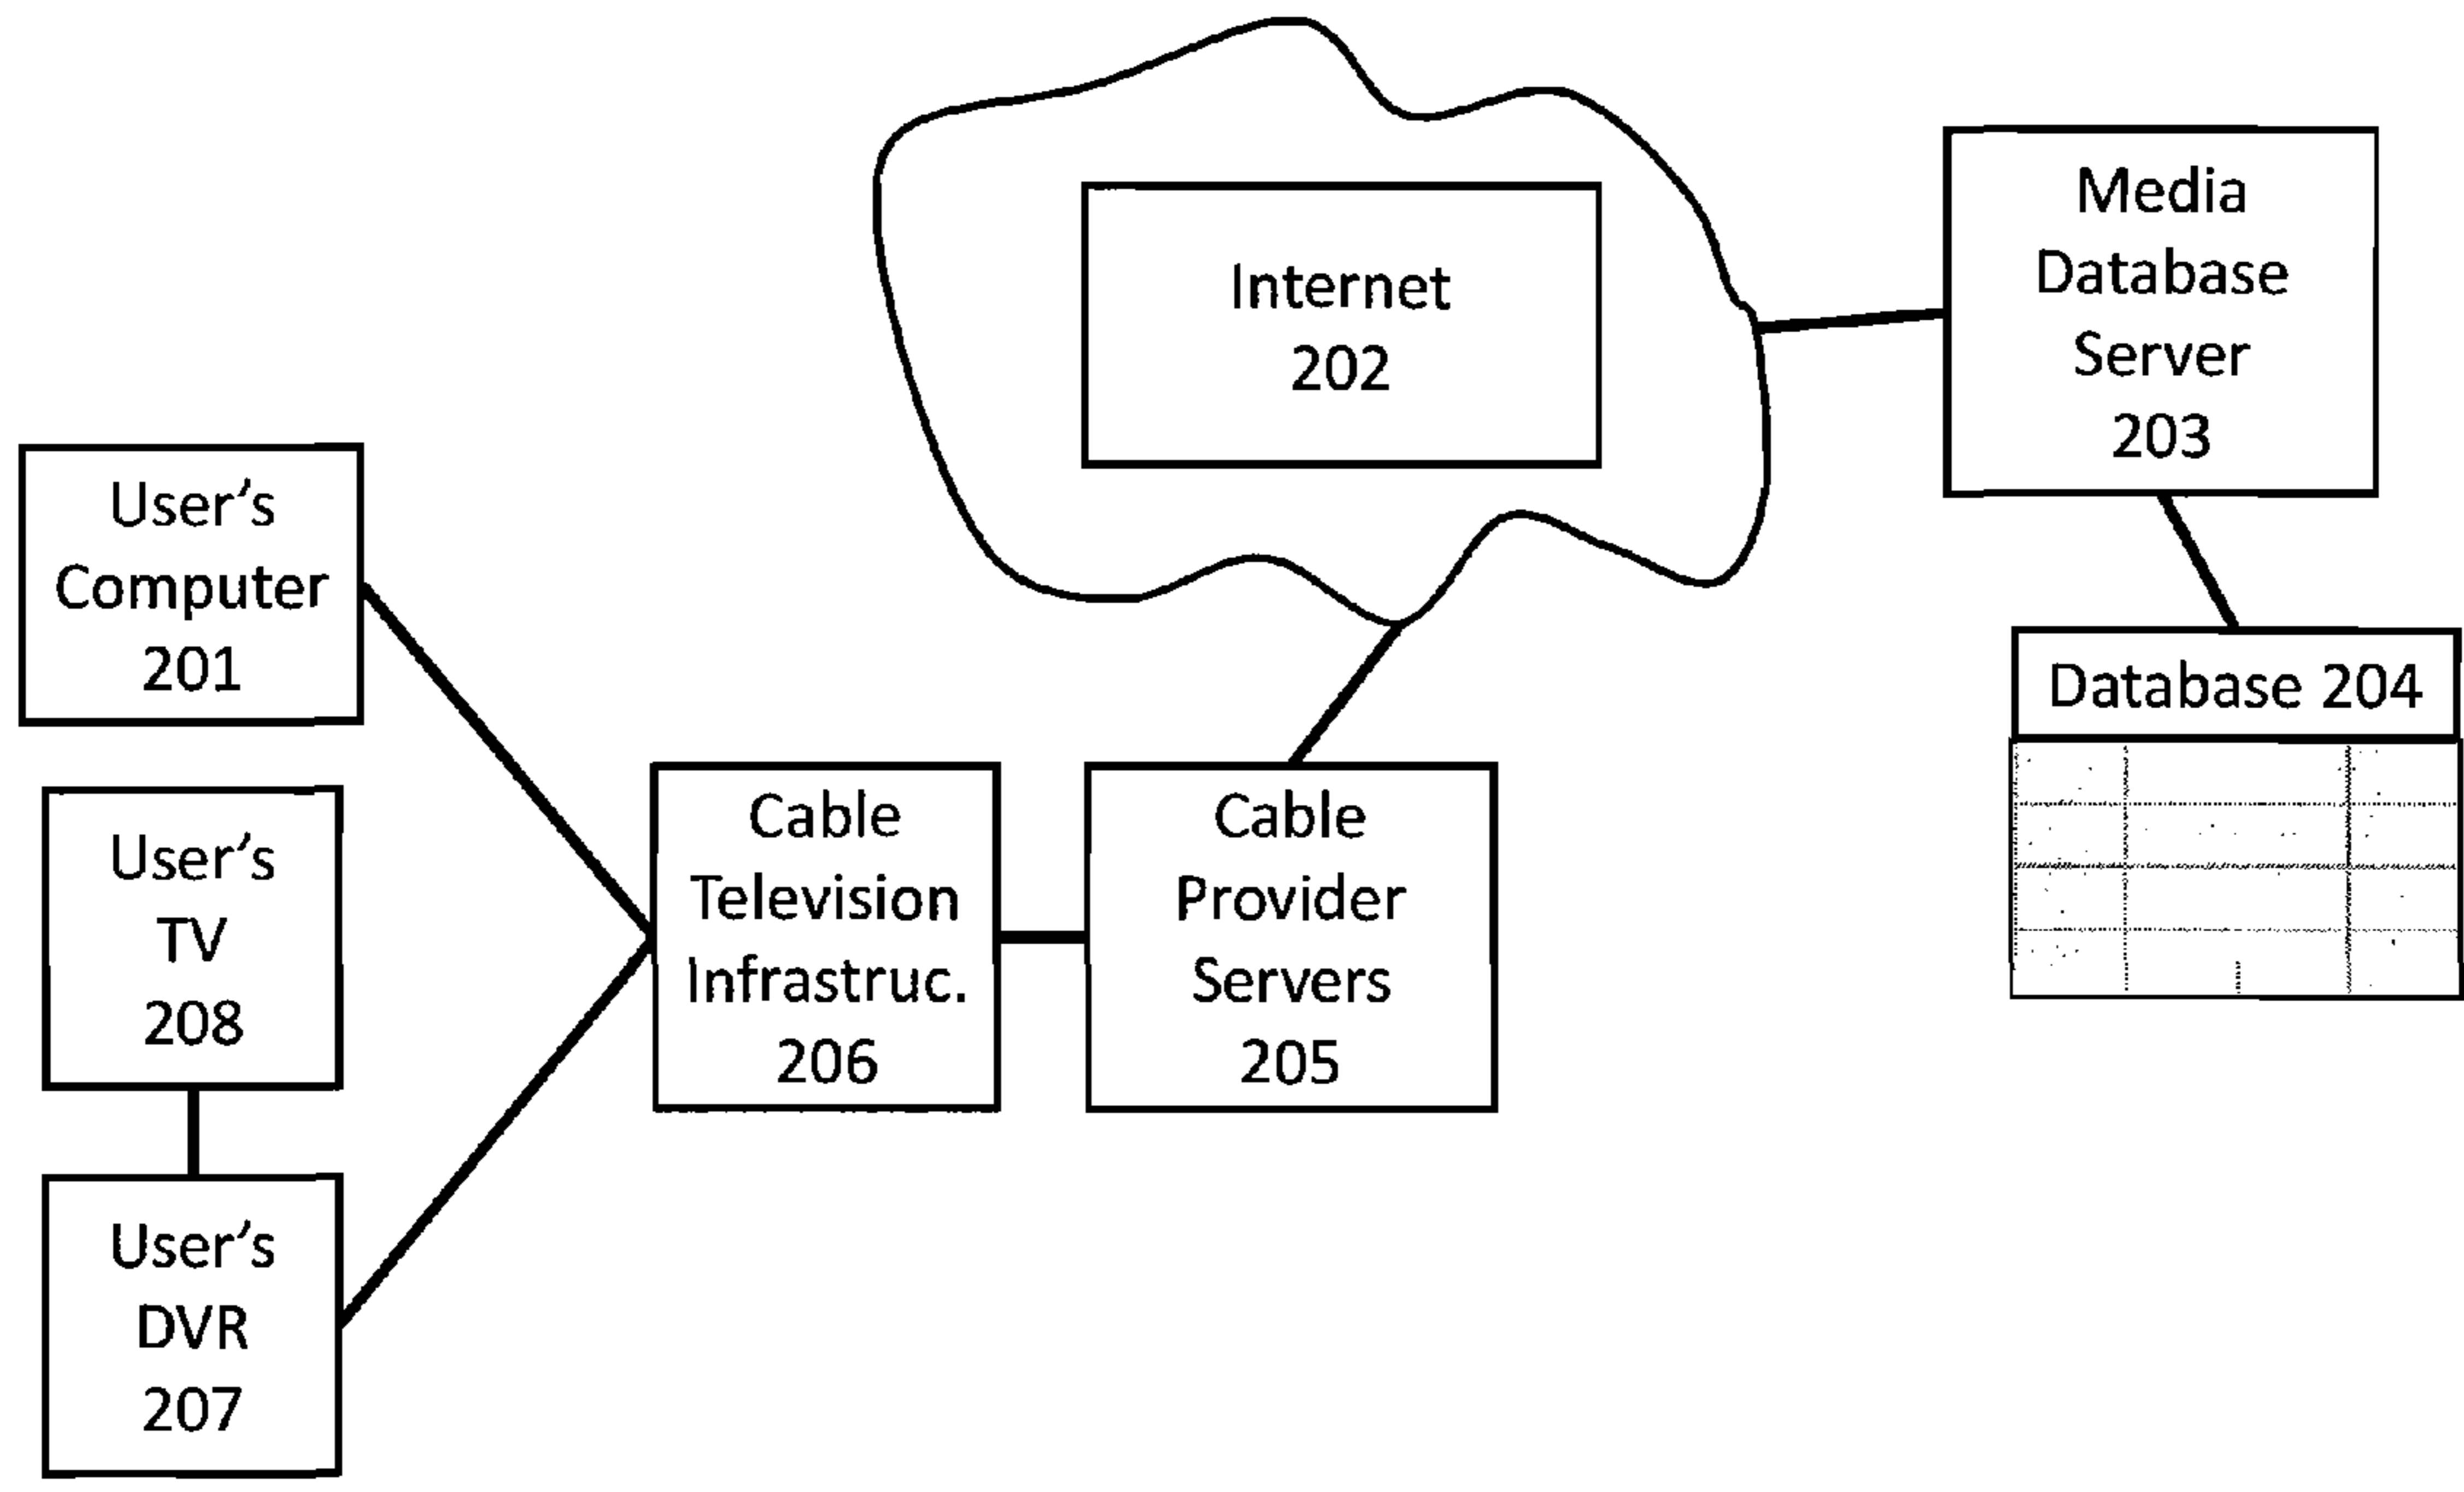 Internet
202
Media
Database
Server
203
User's
Computer
201
Database 204
User's
TV
208
Cable
Television
Infrastruc.
206
Cable
Provider
Servers
205
User's
DVR
207